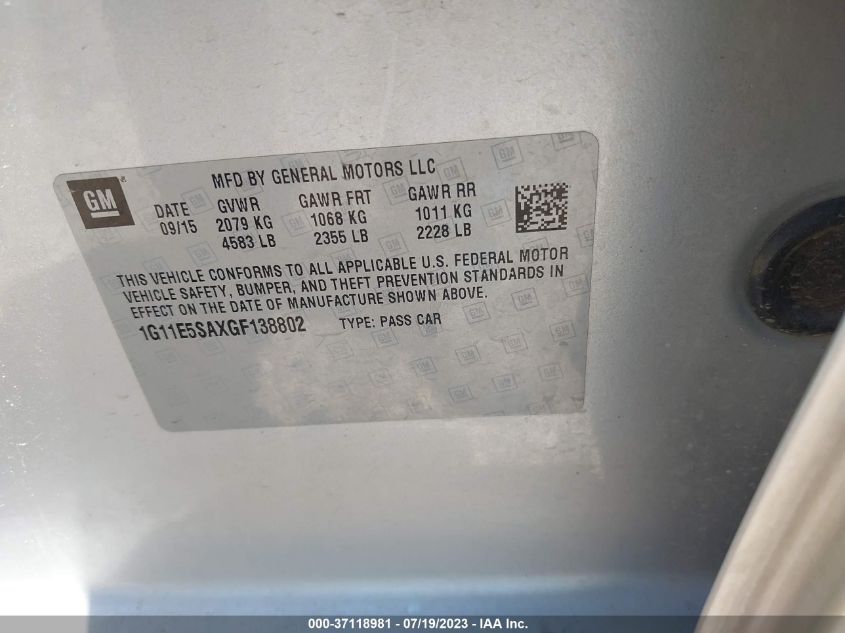 GM
MFD BY GENERAL MOTORS LLC
DATE GVWR GAWR FRT GAWR RR
09/15 2079 KG 1068 KG 1011 KG
4583 LB 2355 LB 2228 LB
THIS VEHICLE CONFORMS TO ALL APPLICABLE U.S. FEDERAL MOTOR
VEHICLE SAFETY, BUMPER, AND THEFT PREVENTION STANDARDS IN
EFFECT ON THE DATE OF MANUFACTURE SHOWN ABOVE.
1G11E5SAXGF138802 TYPE: PASS CAR
000-37118981 - 07/19/2023 - IAA Inc.